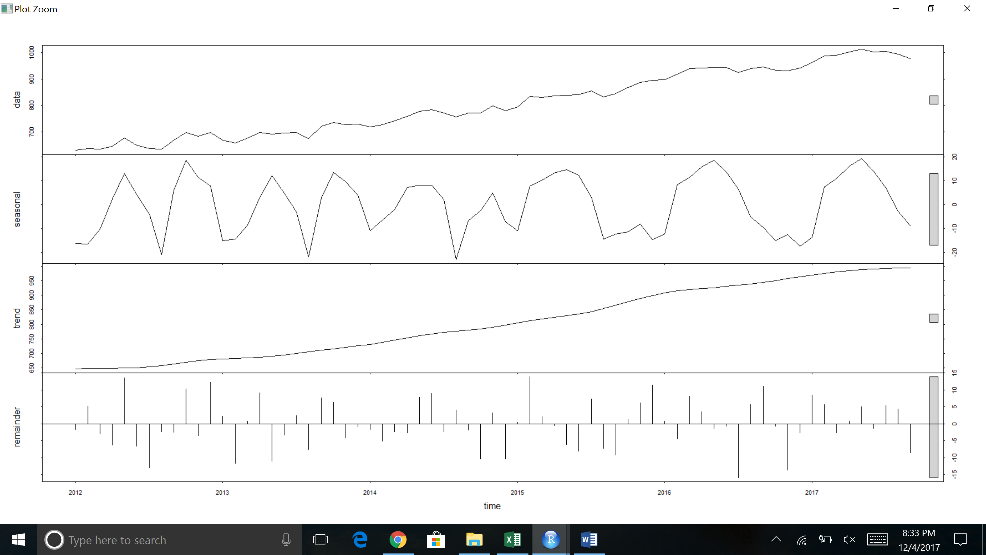 Plot Zoom
data
700 800 900 1000
seasonal
-20 -10 0 10 20
trend
650 700 750 800 850 900 950
remainder
-15 -10 -5 0 5 10 15
2012 2013 2014 2015 2016 2017
time
Type here to search
8:33 PM
12/4/2017